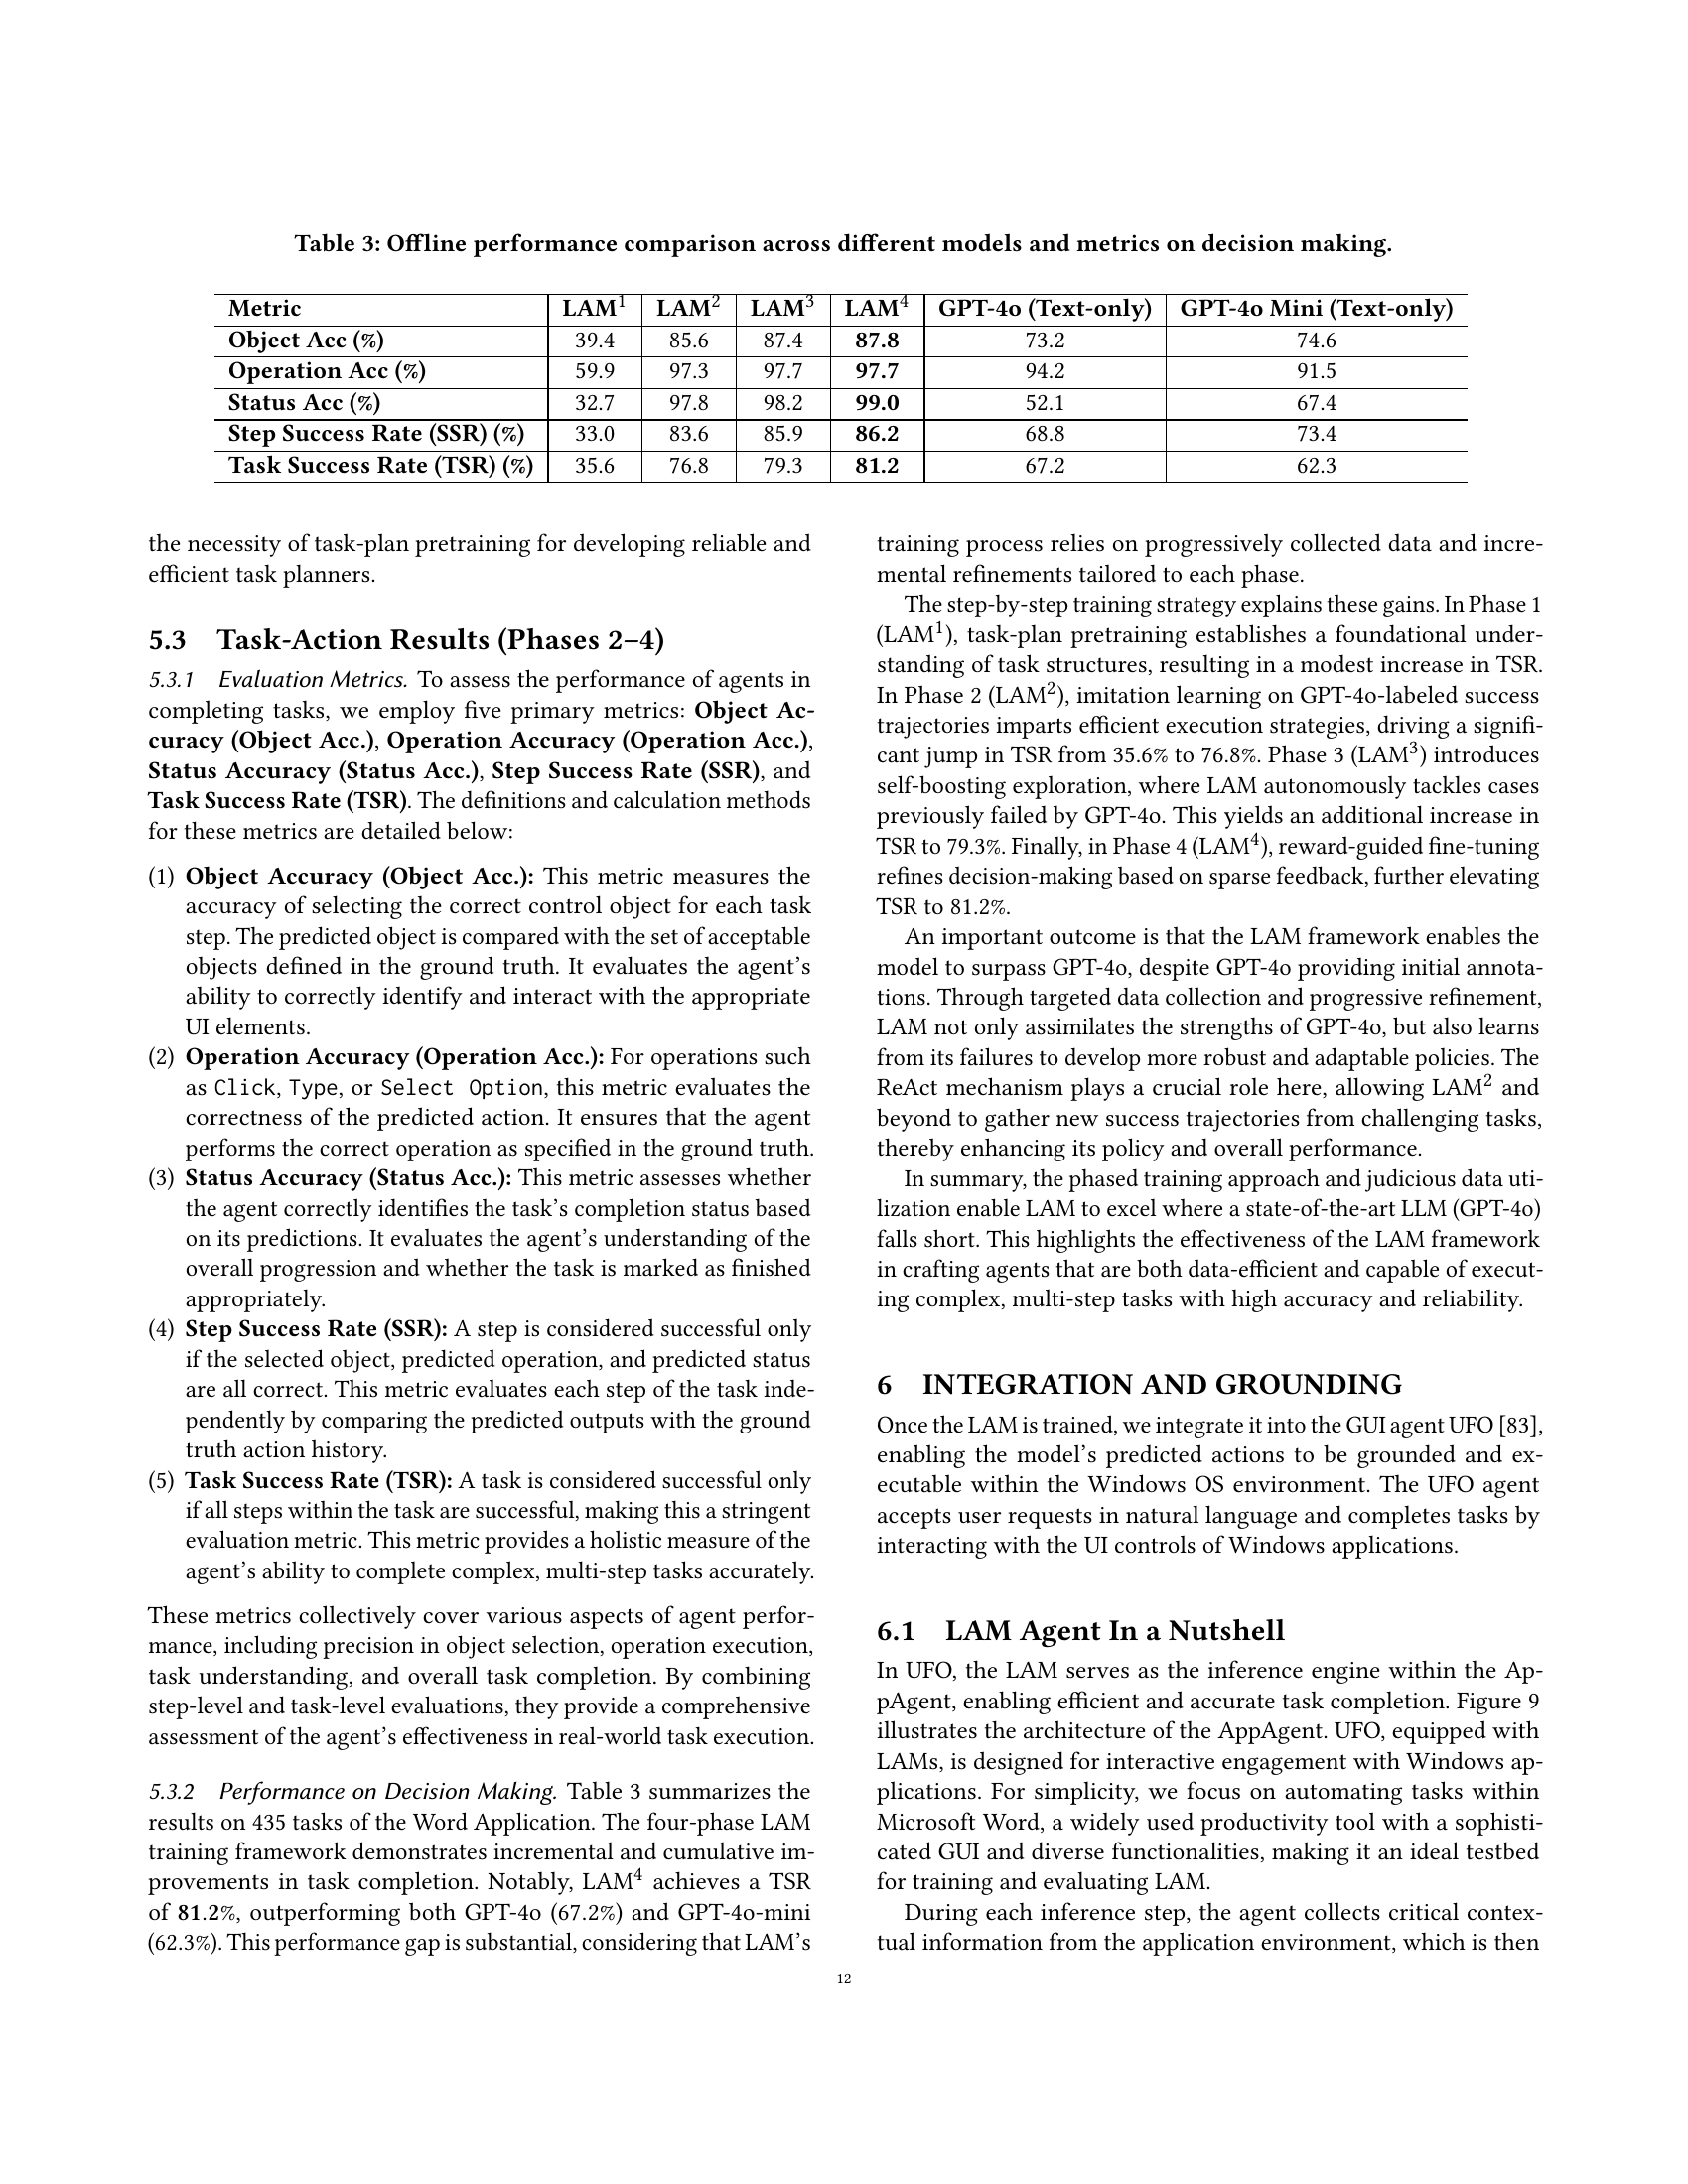 Table 3: Offline performance comparison across different models and metrics on decision making.
Metric LAM1 LAM2 LAM3 LAM4 GPT-4o (Text-only) GPT-4o Mini (Text-only)
Object Acc (%) 39.4 85.6 87.4 87.8 73.2 74.6
Operation Acc (%) 59.9 97.3 97.7 97.7 94.2 91.5
Status Acc (%) 32.7 97.8 98.2 99.0 52.1 67.4
Step Success Rate (SSR) (%) 33.0 83.6 85.9 86.2 68.8 73.4
Task Success Rate (TSR) (%) 35.6 76.8 79.3 81.2 67.2 62.3
the necessity of task-plan pretraining for developing reliable and
efficient task planners.
5.3 Task-Action Results (Phases 2–4)
5.3.1 Evaluation Metrics. To assess the performance of agents in
completing tasks, we employ five primary metrics: Object Ac-
curacy (Object Acc.), Operation Accuracy (Operation Acc.),
Status Accuracy (Status Acc.), Step Success Rate (SSR), and
Task Success Rate (TSR). The definitions and calculation methods
for these metrics are detailed below:
(1) Object Accuracy (Object Acc.): This metric measures the
accuracy of selecting the correct control object for each task
step. The predicted object is compared with the set of acceptable
objects defined in the ground truth. It evaluates the agent's
ability to correctly identify and interact with the appropriate
UI elements.
(2) Operation Accuracy (Operation Acc.): For operations such
as Click, Type, or Select Option, this metric evaluates the
correctness of the predicted action. It ensures that the agent
performs the correct operation as specified in the ground truth.
(3) Status Accuracy (Status Acc.): This metric assesses whether
the agent correctly identifies the task's completion status based
on its predictions. It evaluates the agent's understanding of the
overall progression and whether the task is marked as finished
appropriately.
(4) Step Success Rate (SSR): A step is considered successful only
if the selected object, predicted operation, and predicted status
are all correct. This metric evaluates each step of the task inde-
pendently by comparing the predicted outputs with the ground
truth action history.
(5) Task Success Rate (TSR): A task is considered successful only
if all steps within the task are successful, making this a stringent
evaluation metric. This metric provides a holistic measure of the
agent's ability to complete complex, multi-step tasks accurately.
These metrics collectively cover various aspects of agent perfor-
mance, including precision in object selection, operation execution,
task understanding, and overall task completion. By combining
step-level and task-level evaluations, they provide a comprehensive
assessment of the agent's effectiveness in real-world task execution.
5.3.2 Performance on Decision Making. Table 3 summarizes the
results on 435 tasks of the Word Application. The four-phase LAM
training framework demonstrates incremental and cumulative im-
provements in task completion. Notably, LAM4 achieves a TSR
of 81.2%, outperforming both GPT-4o (67.2%) and GPT-4o-mini
(62.3%). This performance gap is substantial, considering that LAM's
training process relies on progressively collected data and incre-
mental refinements tailored to each phase.
The step-by-step training strategy explains these gains. In Phase 1
(LAM1), task-plan pretraining establishes a foundational under-
standing of task structures, resulting in a modest increase in TSR.
In Phase 2 (LAM2), imitation learning on GPT-4o-labeled success
trajectories imparts efficient execution strategies, driving a signifi-
cant jump in TSR from 35.6% to 76.8%. Phase 3 (LAM3) introduces
self-boosting exploration, where LAM autonomously tackles cases
previously failed by GPT-4o. This yields an additional increase in
TSR to 79.3%. Finally, in Phase 4 (LAM4), reward-guided fine-tuning
refines decision-making based on sparse feedback, further elevating
TSR to 81.2%.
An important outcome is that the LAM framework enables the
model to surpass GPT-4o, despite GPT-4o providing initial annota-
tions. Through targeted data collection and progressive refinement,
LAM not only assimilates the strengths of GPT-4o, but also learns
from its failures to develop more robust and adaptable policies. The
ReAct mechanism plays a crucial role here, allowing LAM2 and
beyond to gather new success trajectories from challenging tasks,
thereby enhancing its policy and overall performance.
In summary, the phased training approach and judicious data uti-
lization enable LAM to excel where a state-of-the-art LLM (GPT-4o)
falls short. This highlights the effectiveness of the LAM framework
in crafting agents that are both data-efficient and capable of execut-
ing complex, multi-step tasks with high accuracy and reliability.
6 INTEGRATION AND GROUNDING
Once the LAM is trained, we integrate it into the GUI agent UFO [83],
enabling the model's predicted actions to be grounded and ex-
ecutable within the Windows OS environment. The UFO agent
accepts user requests in natural language and completes tasks by
interacting with the UI controls of Windows applications.
6.1 LAM Agent In a Nutshell
In UFO, the LAM serves as the inference engine within the Ap-
pAgent, enabling efficient and accurate task completion. Figure 9
illustrates the architecture of the AppAgent. UFO, equipped with
LAMs, is designed for interactive engagement with Windows ap-
plications. For simplicity, we focus on automating tasks within
Microsoft Word, a widely used productivity tool with a sophisti-
cated GUI and diverse functionalities, making it an ideal testbed
for training and evaluating LAM.
During each inference step, the agent collects critical contex-
tual information from the application environment, which is then
12